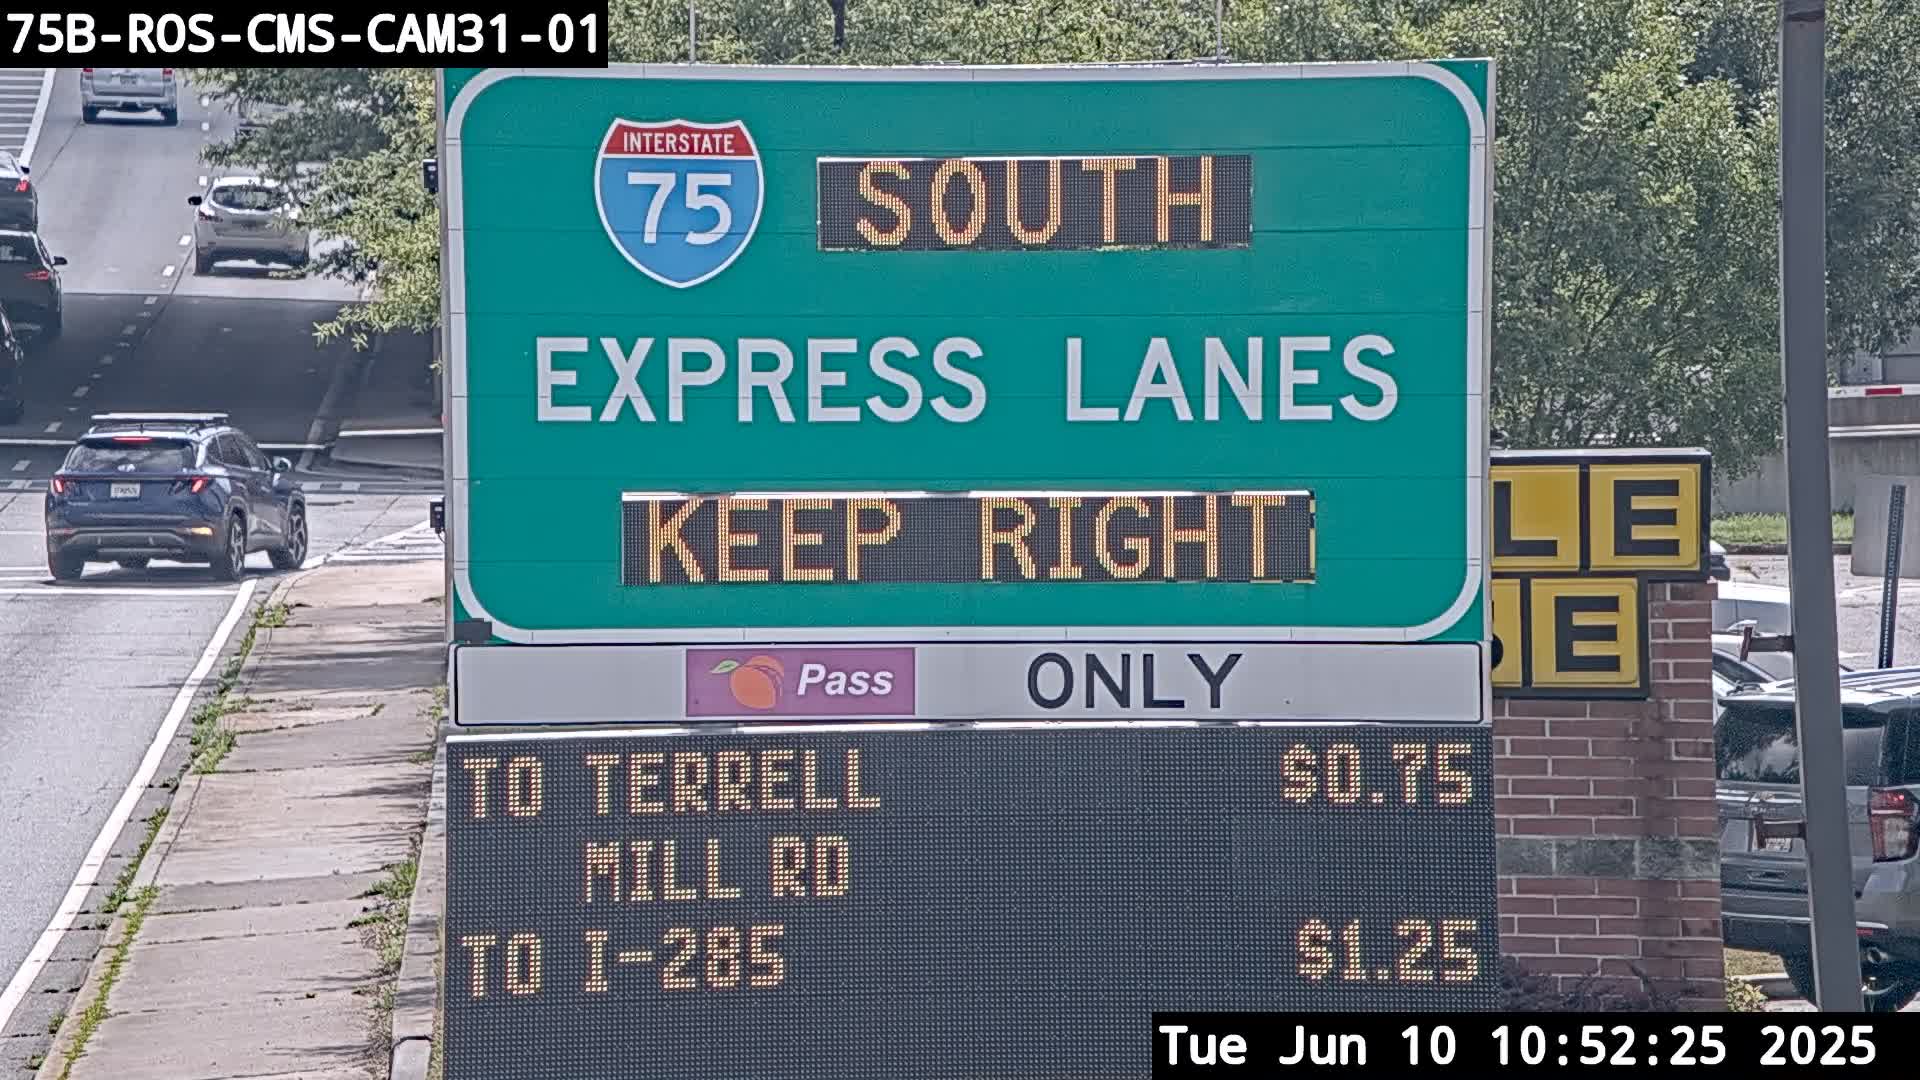 75B-ROS-CMS-CAM31-01
INTERSTATE
75
SOUTH
EXPRESS LANES
KEEP RIGHT
Pass ONLY
TO TERRELL $0.75
MILL RD
TO I-285 $1.25
LE
E
Tue Jun 10 10:52:25 2025